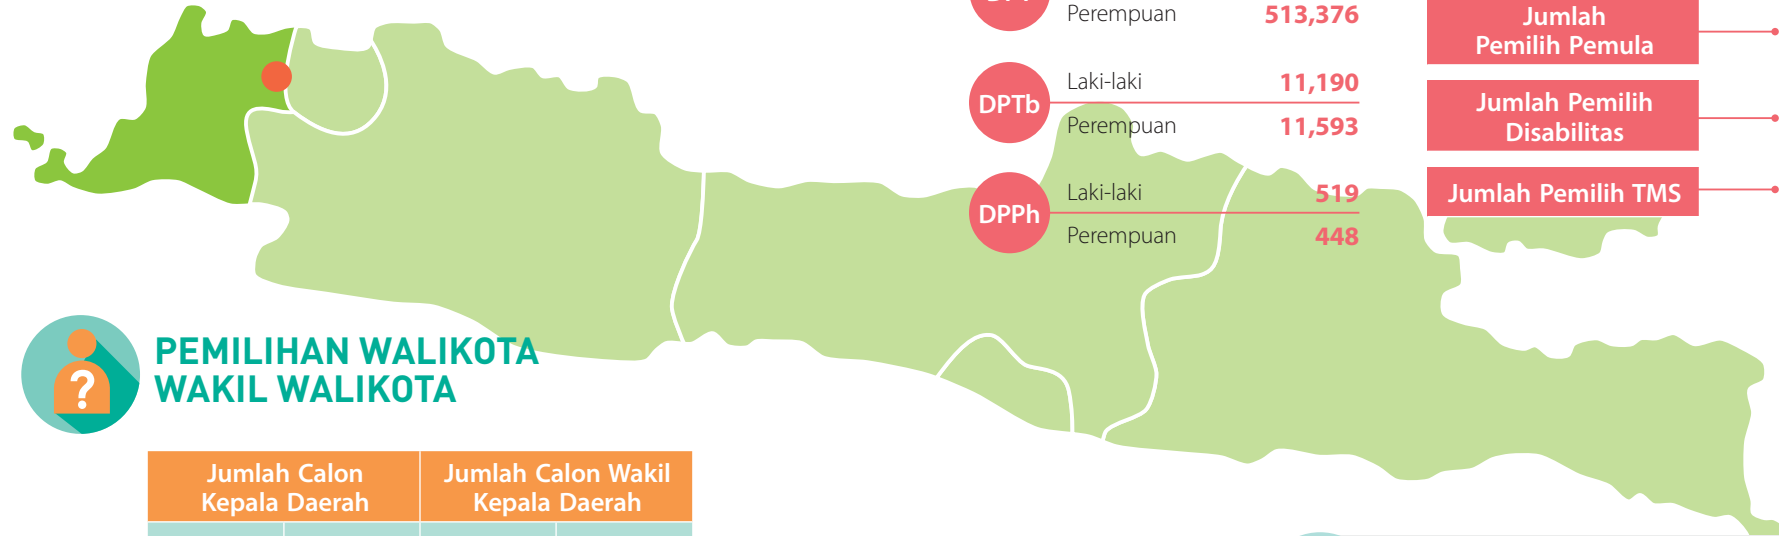 Perempuan 513,376
DPTb
Laki-laki 11,190
Perempuan 11,593
DPPh
Laki-laki 519
Perempuan 448
Jumlah
Pemilih Pemula
Jumlah Pemilih
Disabilitas
Jumlah Pemilih TMS
PEMILIHAN WALIKOTA
WAKIL WALIKOTA
Jumlah Calon
Kepala Daerah
Jumlah Calon Wakil
Kepala Daerah